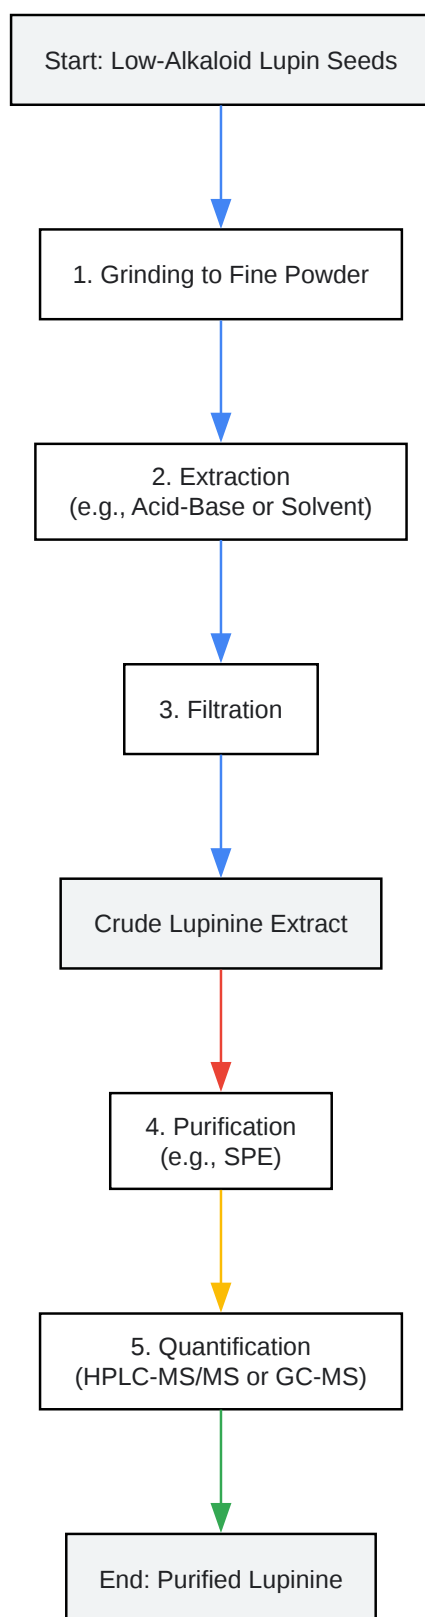 Start: Low-Alkaloid Lupin Seeds
1. Grinding to Fine Powder
2. Extraction
(e.g., Acid-Base or Solvent)
3. Filtration
Crude Lupinine Extract
4. Purification
(e.g., SPE)
5. Quantification
(HPLC-MS/MS or GC-MS)
End: Purified Lupinine